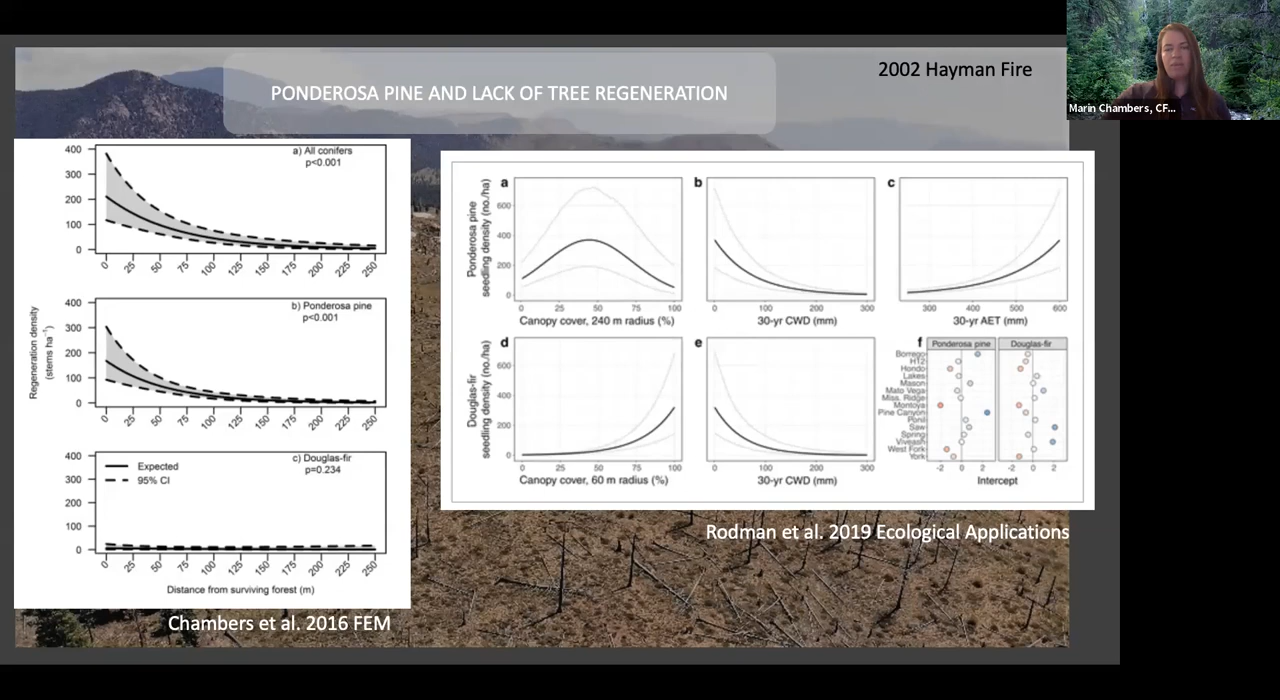 PONDEROSA PINE AND LACK OF TREE REGENERATION
2002 Hayman Fire
Marin Chambers, CF...
Regeneration density
(stems ha⁻¹)
a) All conifers
p<0.001
400
300
200
100
0
0 25 50 75 100 125 150 175 200 225 250
b) Ponderosa pine
p<0.001
400
300
200
100
0
0 25 50 75 100 125 150 175 200 225 250
c) Douglas-fir
p=0.234
Expected
95% CI
400
300
200
100
0
0 25 50 75 100 125 150 175 200 225 250
Distance from surviving forest (m)
Chambers et al. 2016 FEM
a
Ponderosa pine
seedling density (no./ha)
600
400
200
0
0 25 50 75 100
Canopy cover, 240 m radius (%)
b
0 100 200 300
30-yr CWD (mm)
c
300 400 500 600
30-yr AET (mm)
d
Douglas-fir
seedling density (no./ha)
600
400
200
0
0 25 50 75 100
Canopy cover, 60 m radius (%)
e
0 100 200 300
30-yr CWD (mm)
f
Ponderosa pine Douglas-fir
Borrego
HT2
Hondo
Lakes
Mason
Mato Vega
Miss. Ridge
Montoya
Pine Canyon
Ponil
Saw
Spring
Viveash
West Fork
York
-2 0 2 -2 0 2
Intercept
Rodman et al. 2019 Ecological Applications